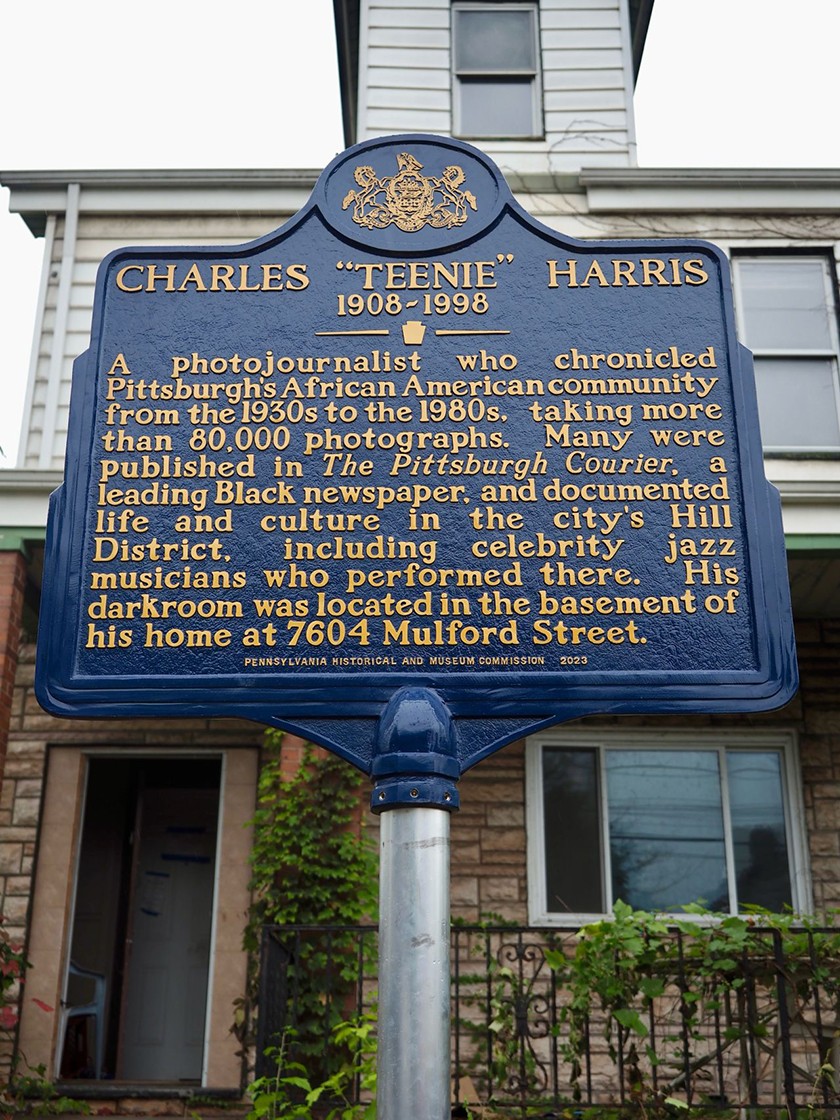 CHARLES "TEENIE" HARRIS
1908-1998
A photojournalist who chronicled
Pittsburgh's African American community
from the 1930s to the 1980s, taking more
than 80,000 photographs. Many were
published in The Pittsburgh Courier, a
leading Black newspaper, and documented
life and culture in the city's Hill
District, including celebrity jazz
musicians who performed there. His
darkroom was located in the basement of
his home at 7604 Mulford Street.
PENNSYLVANIA HISTORICAL AND MUSEUM COMMISSION 2023